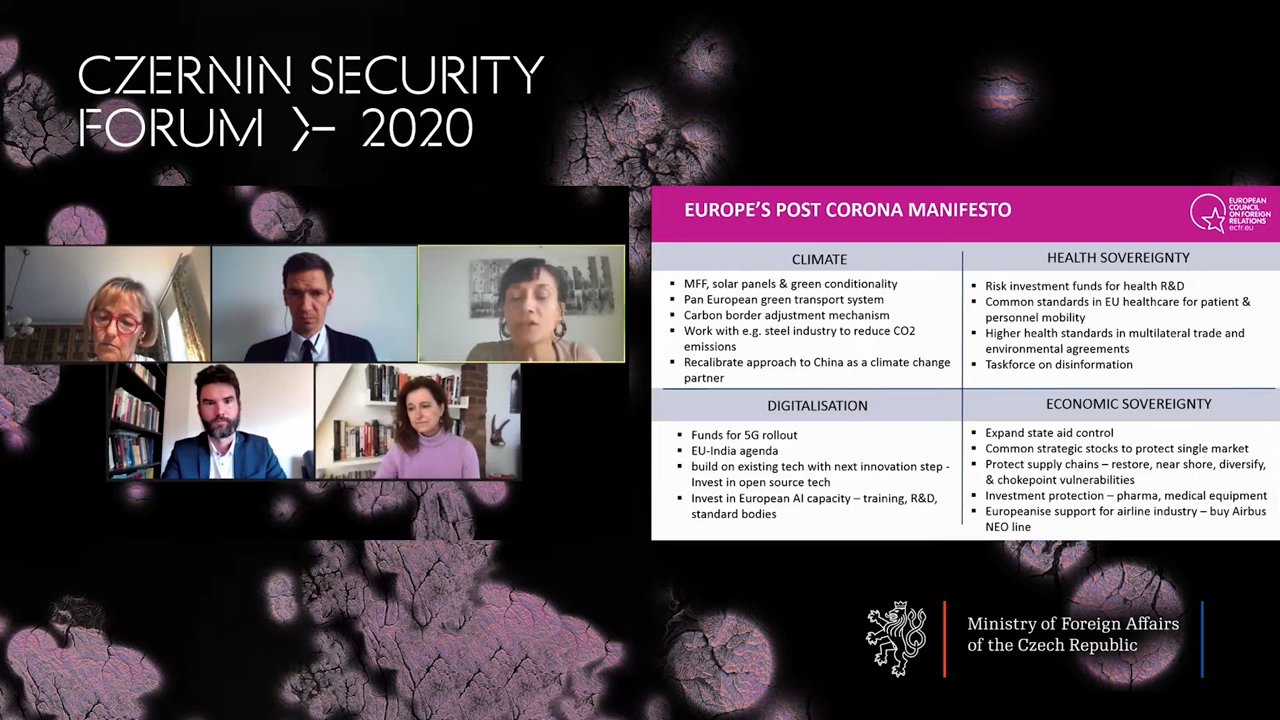 CZERNIN SECURITY
FORUM >- 2020
EUROPE'S POST CORONA MANIFESTO
EUROPEAN
COUNCIL
ON FOREIGN
RELATIONS
ecfr.eu
CLIMATE
▪ MFF, solar panels & green conditionality
▪ Pan European green transport system
▪ Carbon border adjustment mechanism
▪ Work with e.g. steel industry to reduce CO2
emissions
▪ Recalibrate approach to China as a climate change
partner
HEALTH SOVEREIGNTY
▪ Risk investment funds for health R&D
▪ Common standards in EU healthcare for patient &
personnel mobility
▪ Higher health standards in multilateral trade and
environmental agreements
▪ Taskforce on disinformation
DIGITALISATION
▪ Funds for 5G rollout
▪ EU-India agenda
▪ build on existing tech with next innovation step -
Invest in open source tech
▪ Invest in European AI capacity – training, R&D,
standard bodies
ECONOMIC SOVEREIGNTY
▪ Expand state aid control
▪ Common strategic stocks to protect single market
▪ Protect supply chains – restore, near shore, diversify,
& chokepoint vulnerabilities
▪ Investment protection – pharma, medical equipment
▪ Europeanise support for airline industry – buy Airbus
NEO line
Ministry of Foreign Affairs
of the Czech Republic